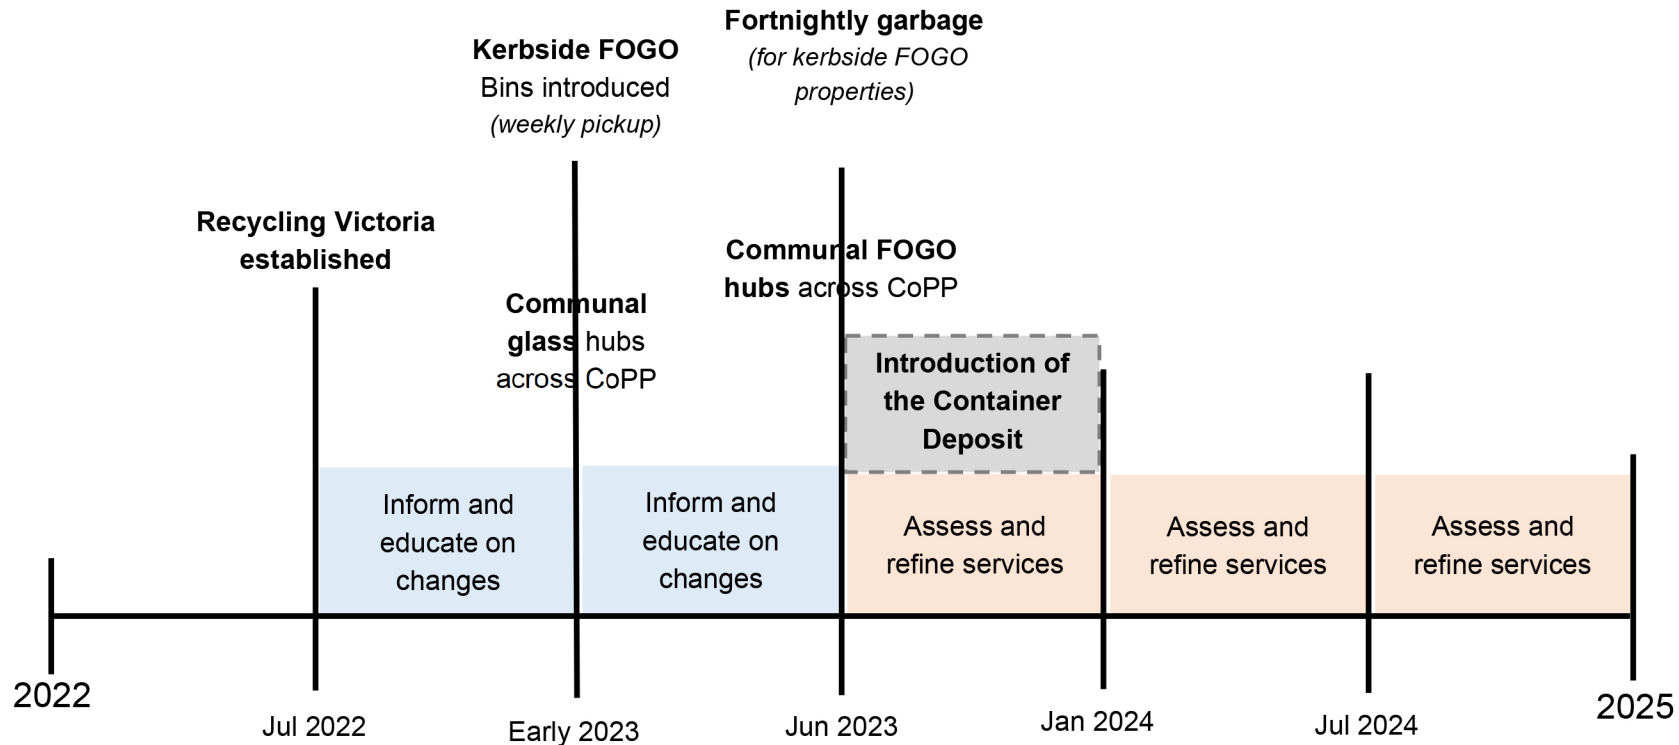 Fortnightly garbage
(for kerbside FOGO
properties)
Kerbside FOGO
Bins introduced
(weekly pickup)
Recycling Victoria
established
Communal FOGO
hubs across CoPP
Communal
glass hubs
across CoPP
Introduction of
the Container
Deposit
Inform and
educate on
changes
Inform and
educate on
changes
Assess and
refine services
Assess and
refine services
Assess and
refine services
2022
Jul 2022
Early 2023
Jun 2023
Jan 2024
Jul 2024
2025